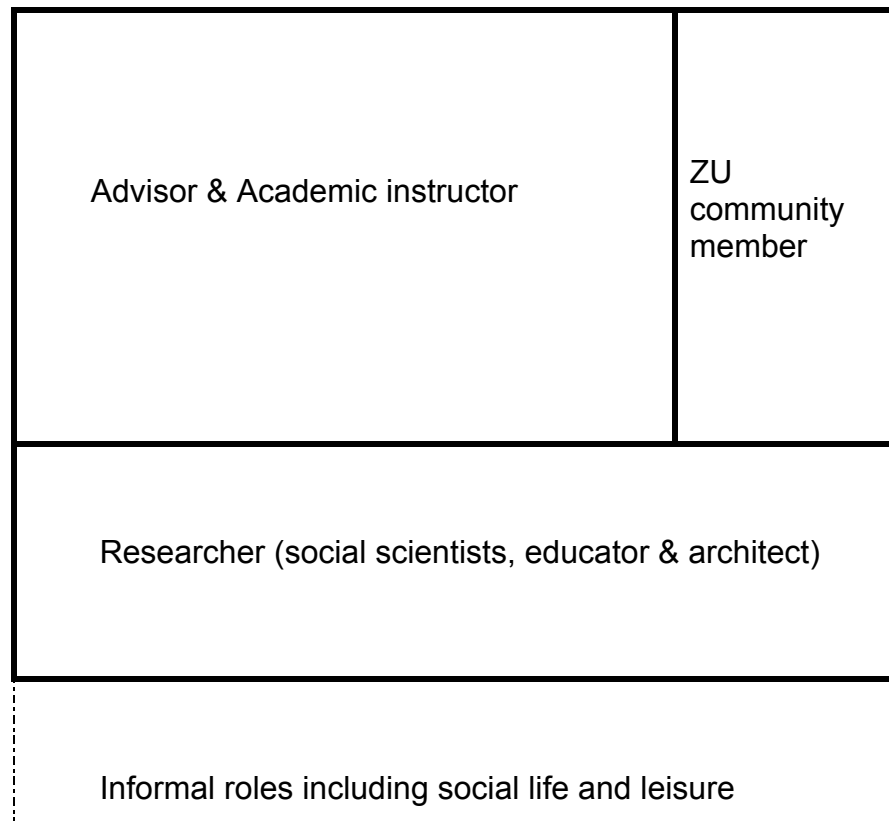 Advisor & Academic instructor
ZU
community
member
Researcher (social scientists, educator & architect)
Informal roles including social life and leisure